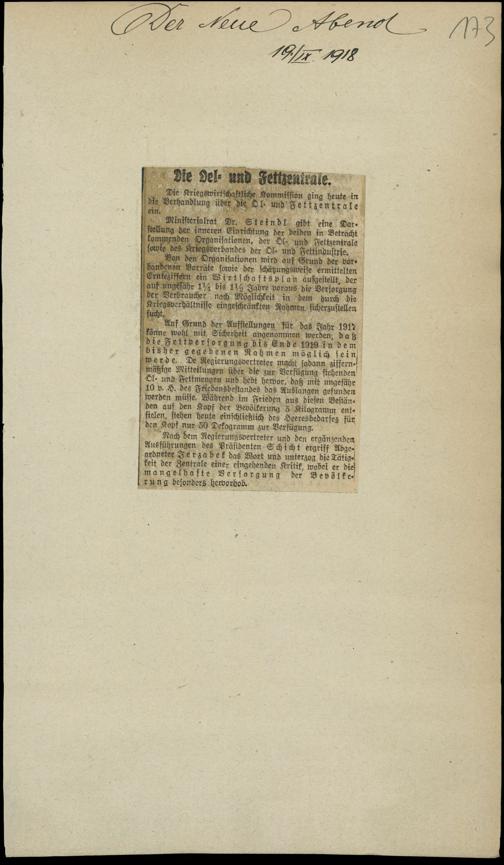 Der Neue Abend
173
19/IX. 1918
Die Oel- und Fettzentrale.
Die Kriegswirtschaftliche Kommission ging heute in
die Verhandlung über die Öl- und Fettzentrale
ein.
Ministerialrat Dr. Steindl gibt eine Dar-
stellung der inneren Einrichtung der beiden in Betracht
kommenden Organisationen, der Öl- und Fettzentrale
sowie des Kriegsverbandes der Öl- und Fettindustrie.
Von den Organisationen wird auf Grund der vor-
handenen Vorräte sowie der schätzungsweise ermittelten
Ernteziffern ein Wirtschaftsplan aufgestellt, der
auf ungefähr 1½ bis 1½ Jahre voraus die Versorgung
der Verbraucher nach Möglichkeit in dem durch die
Kriegsverhältnisse eingeschränkten Rahmen sicherzustellen
sucht.
Auf Grund der Aufstellungen für das Jahr 1917
könne wohl mit Sicherheit angenommen werden, daß
die Fettversorgung bis Ende 1919 in dem
bisher gegebenen Rahmen möglich sein
werde. De Regierungsvertreter macht sodann ziffern-
mäßige Mitteilungen über die zur Verfügung stehenden
Öl- und Fettmengen und hebt hervor, daß mit ungefähr
10 v. H. des Friedensbestandes das Auslangen gefunden
werden müsse. Während im Frieden aus diesen Bestän-
den auf den Kopf der Bevölkerung 5 Kilogramm ent-
fielen, stehen heute einschließlich des Heeresbedarfes für
den Kopf nur 50 Dekogramm zur Verfügung.
Nach dem Regierungsvertreter und den ergänzenden
Ausführungen des Präsidenten Schicht ergriff Abge-
ordneter Jerzabek das Wort und unterzog die Tätig-
keit der Zentrale einer eingehenden Kritik, wobei er die
mangelhafte Versorgung der Bevölke-
rung besonders hervorhob.